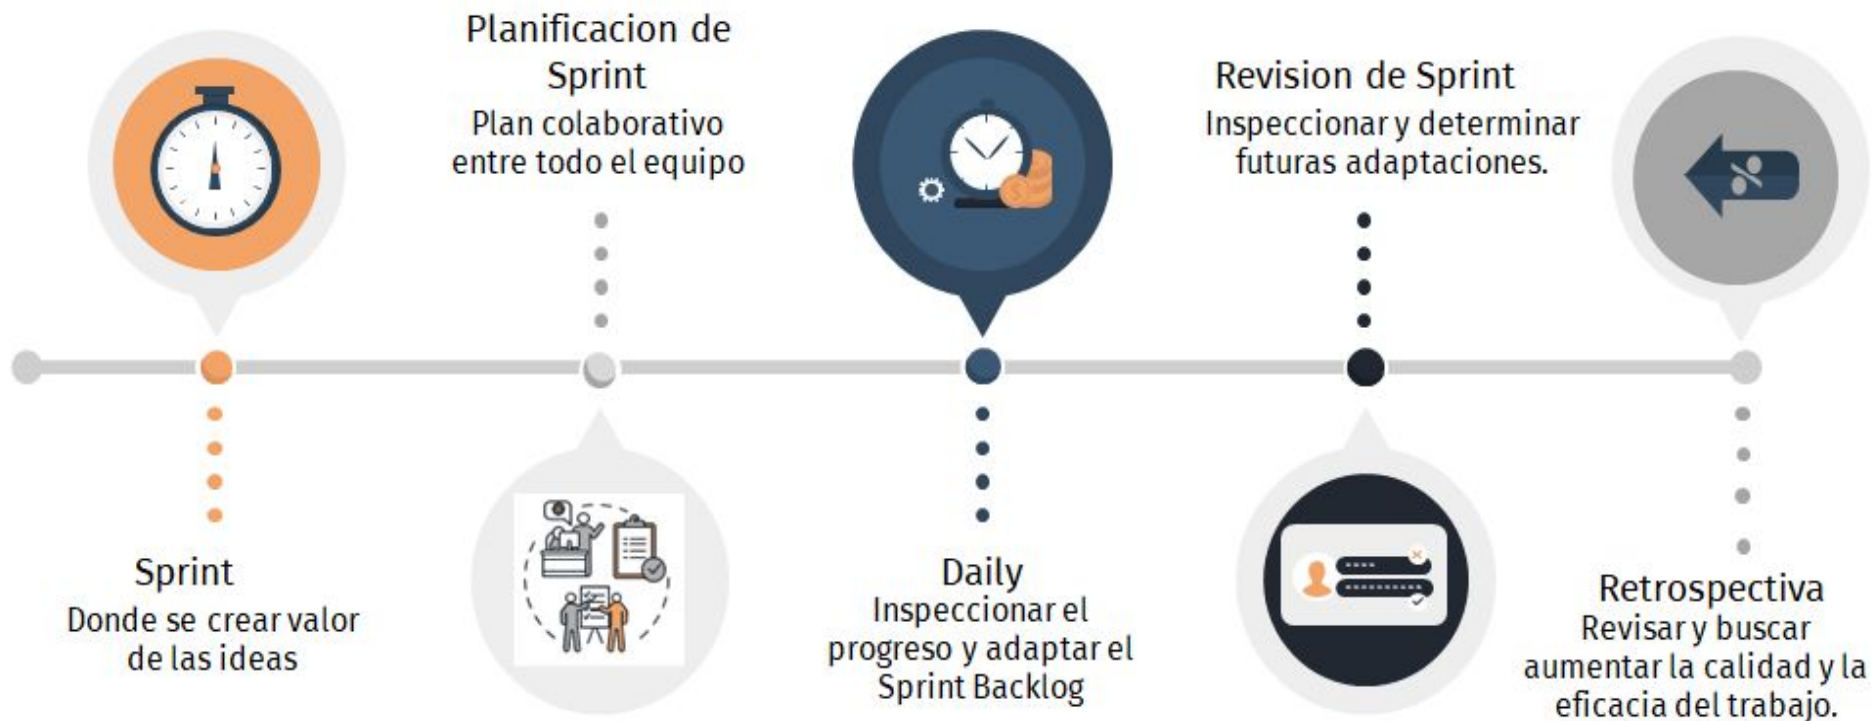 Planificacion de
Sprint
Plan colaborativo
entre todo el equipo
Revision de Sprint
Inspeccionar y determinar
futuras adaptaciones.
Sprint
Donde se crear valor
de las ideas
Daily
Inspeccionar el
progreso y adaptar el
Sprint Backlog
Retrospectiva
Revisar y buscar
aumentar la calidad y la
eficacia del trabajo.